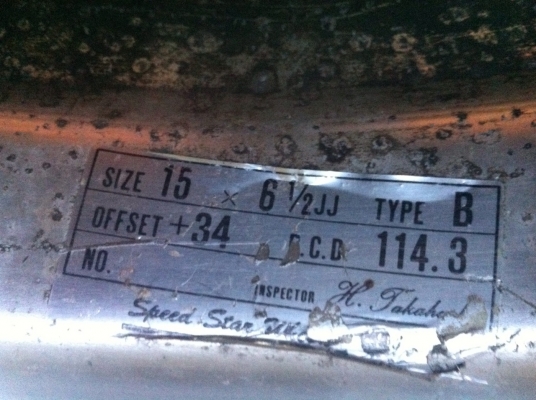 SIZE 15 x 6 1/2JJ TYPE B
OFFSET +34 P.C.D 114.3
NO.
INSPECTOR H.
Speed Star